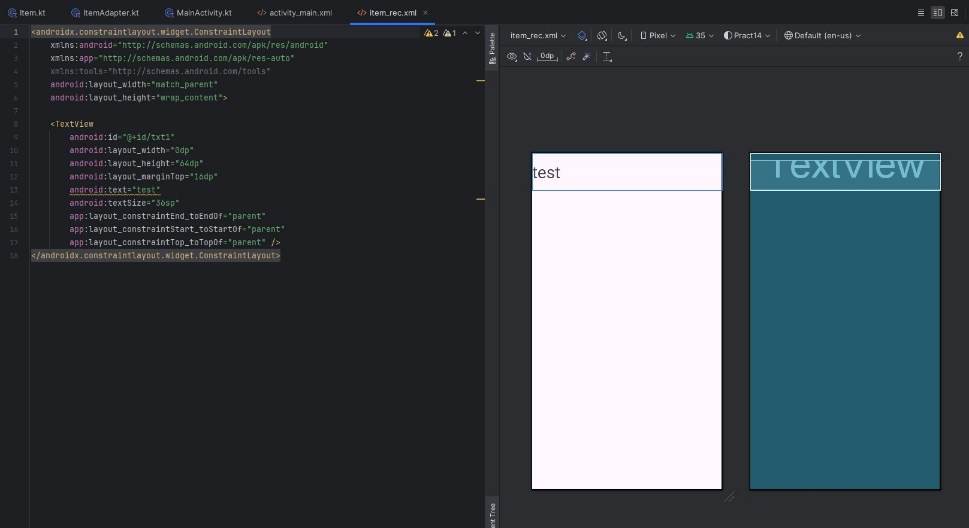 Item.kt ItemAdapter.kt MainActivity.kt activity_main.xml item_rec.xml
1 <androidx.constraintlayout.widget.ConstraintLayout
2 xmlns:android="http://schemas.android.com/apk/res/android"
3 xmlns:app="http://schemas.android.com/apk/res-auto"
4 xmlns:tools="http://schemas.android.com/tools"
5 android:layout_width="match_parent"
6 android:layout_height="wrap_content">
7
8 <TextView
9 android:id="@+id/txt1"
10 android:layout_width="0dp"
11 android:layout_height="64dp"
12 android:layout_marginTop="16dp"
13 android:text="test"
14 android:textSize="36sp"
15 app:layout_constraintEnd_toEndOf="parent"
16 app:layout_constraintStart_toStartOf="parent"
17 app:layout_constraintTop_toTopOf="parent" />
18 </androidx.constraintlayout.widget.ConstraintLayout>
2 1
Palette
item_rec.xml Pixel 35 Pract14 Default (en-us)
0dp
?
test
TextView
ent Tree